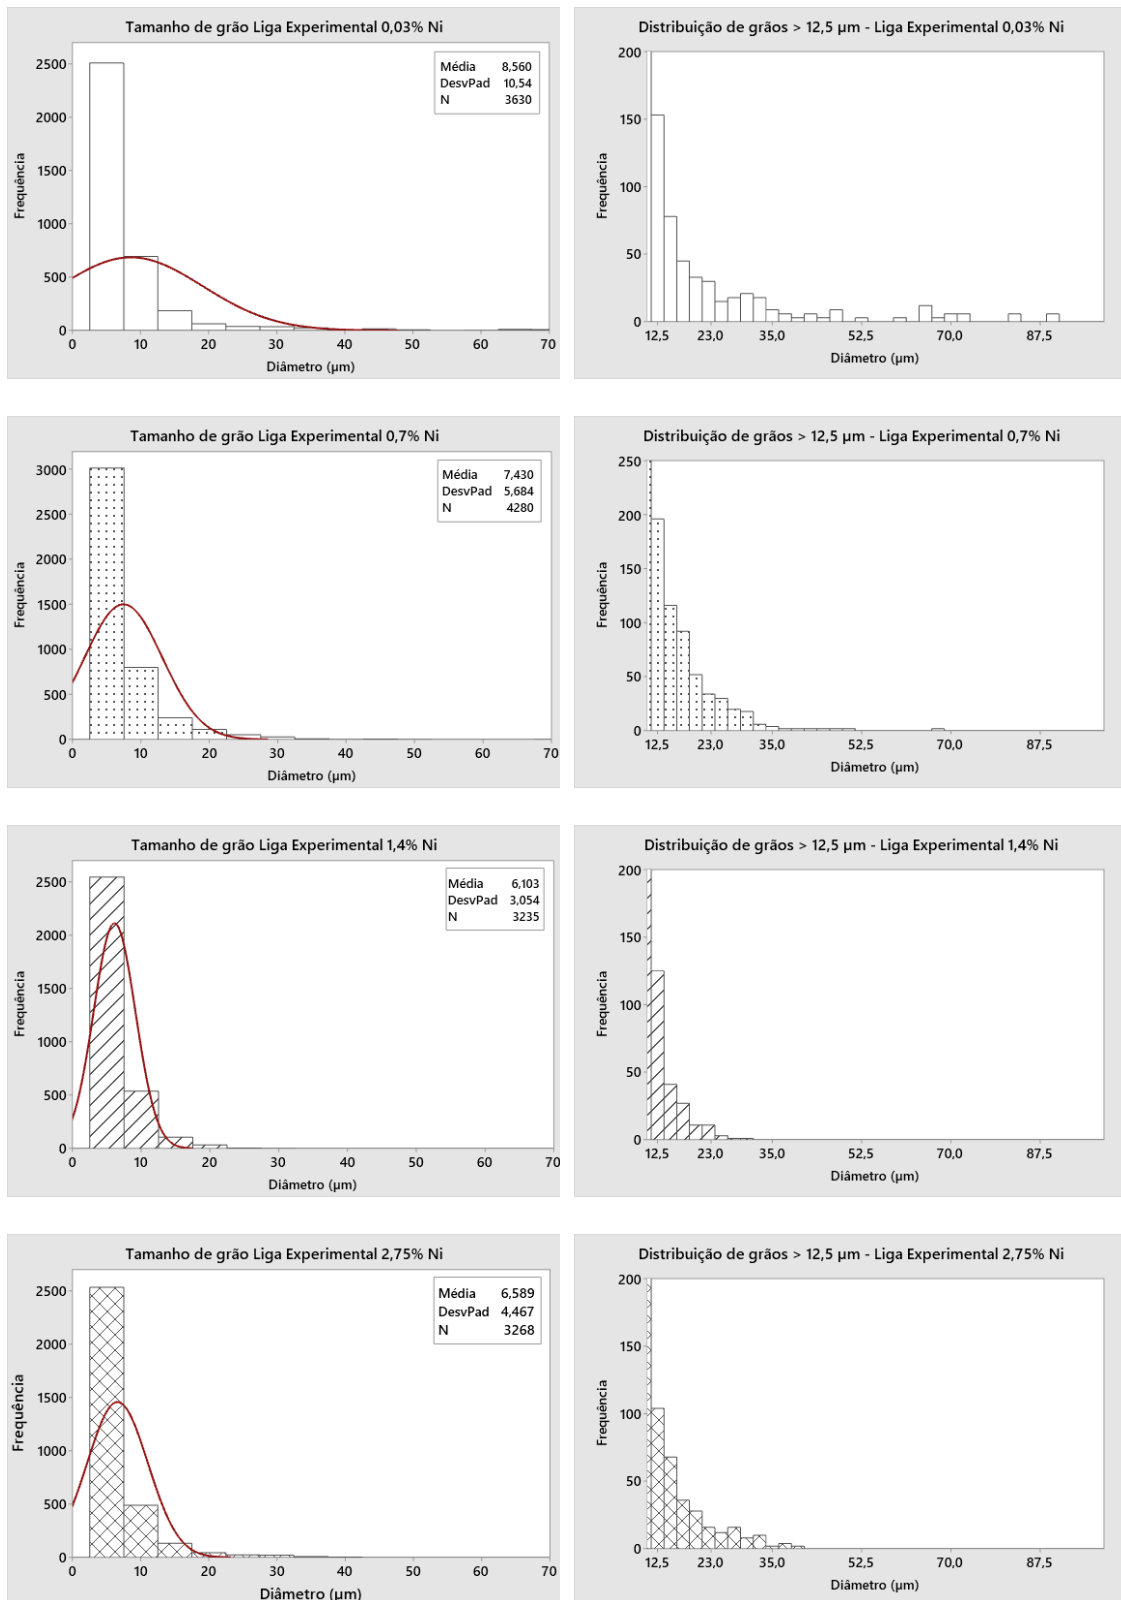 Tamanho de grão Liga Experimental 0,03% Ni
Média 8,560
DesvPad 10,54
N 3630
2500
2000
1500
1000
500
0
Frequência
0 10 20 30 40 50 60 70
Diâmetro (µm)
Distribuição de grãos > 12,5 µm - Liga Experimental 0,03% Ni
200
150
100
50
0
Frequência
12,5 23,0 35,0 52,5 70,0 87,5
Diâmetro (µm)
Tamanho de grão Liga Experimental 0,7% Ni
Média 7,430
DesvPad 5,684
N 4280
3000
2500
2000
1500
1000
500
0
Frequência
0 10 20 30 40 50 60 70
Diâmetro (µm)
Distribuição de grãos > 12,5 µm - Liga Experimental 0,7% Ni
250
200
150
100
50
0
Frequência
12,5 23,0 35,0 52,5 70,0 87,5
Diâmetro (µm)
Tamanho de grão Liga Experimental 1,4% Ni
Média 6,103
DesvPad 3,054
N 3235
2500
2000
1500
1000
500
0
Frequência
0 10 20 30 40 50 60 70
Diâmetro (µm)
Distribuição de grãos > 12,5 µm - Liga Experimental 1,4% Ni
200
150
100
50
0
Frequência
12,5 23,0 35,0 52,5 70,0 87,5
Diâmetro (µm)
Tamanho de grão Liga Experimental 2,75% Ni
Média 6,589
DesvPad 4,467
N 3268
2500
2000
1500
1000
500
0
Frequência
0 10 20 30 40 50 60 70
Diâmetro (µm)
Distribuição de grãos > 12,5 µm - Liga Experimental 2,75% Ni
200
150
100
50
0
Frequência
12,5 23,0 35,0 52,5 70,0 87,5
Diâmetro (µm)